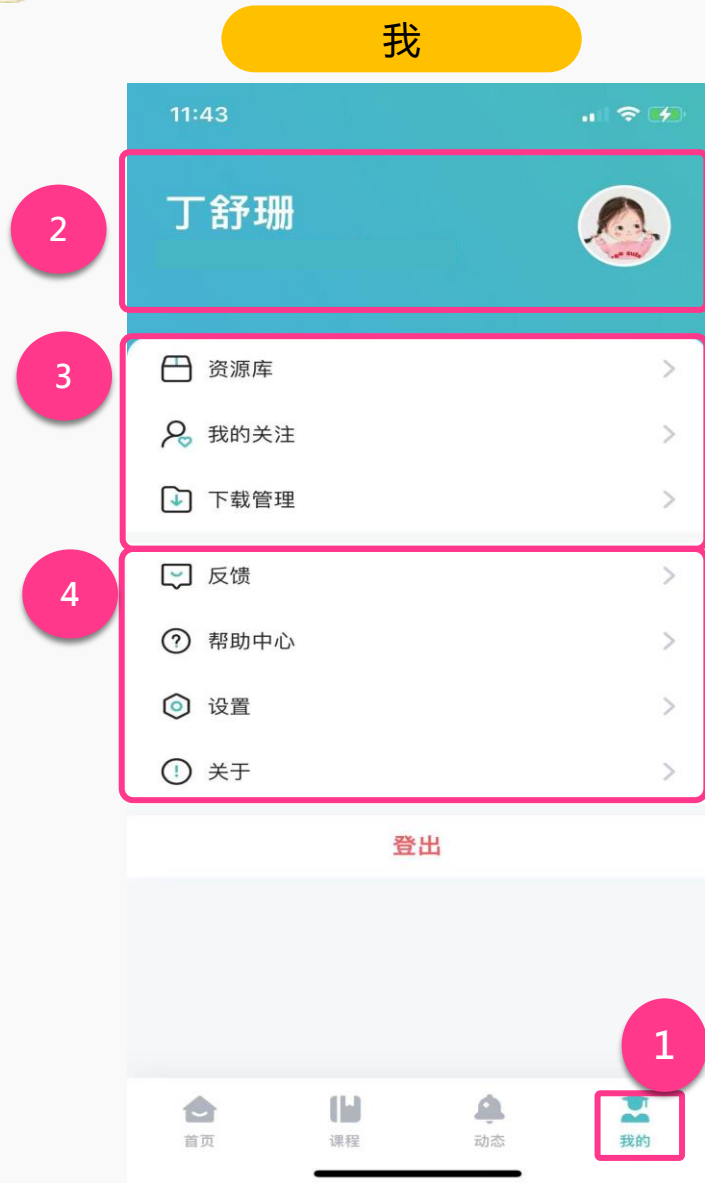 我
11:43
2
丁舒珊
3
资源库
我的关注
下载管理
4
反馈
帮助中心
设置
关于
登出
1
首页
课程
动态
我的